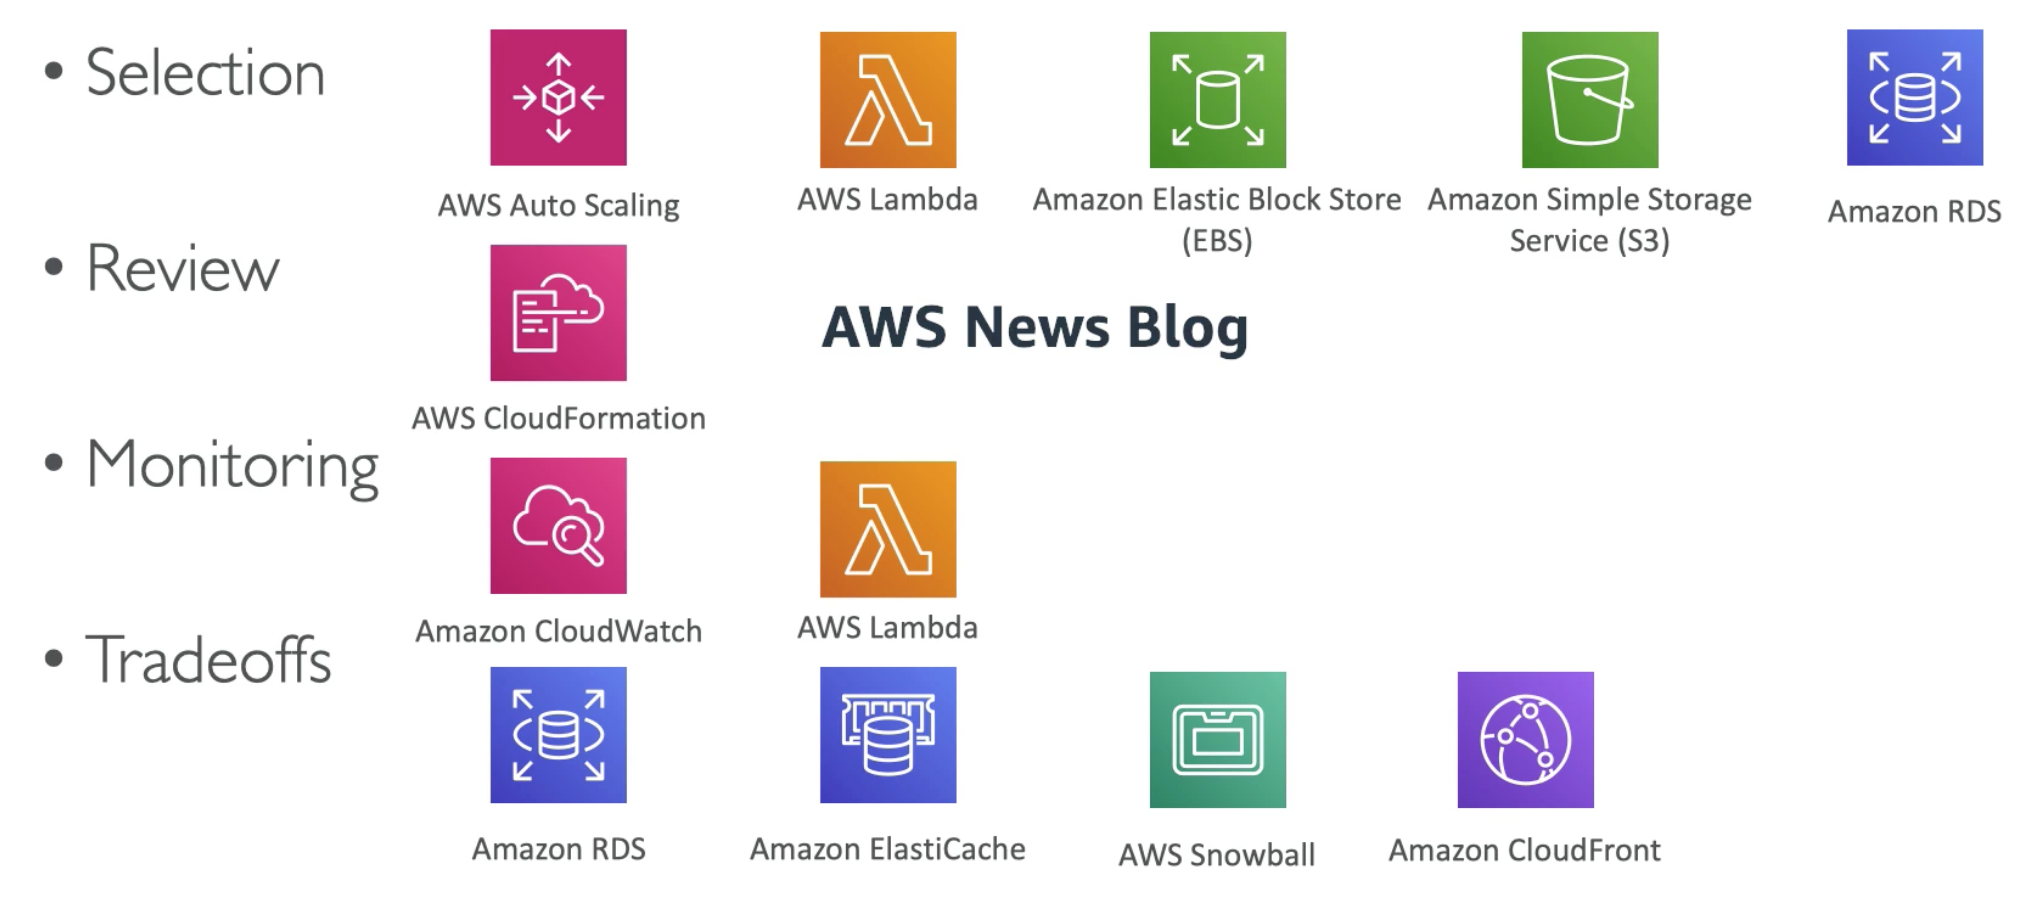 • Selection
AWS Auto Scaling
AWS Lambda
Amazon Elastic Block Store
(EBS)
Amazon Simple Storage
Service (S3)
Amazon RDS
• Review
AWS CloudFormation
AWS News Blog
• Monitoring
Amazon CloudWatch
AWS Lambda
• Tradeoffs
Amazon RDS
Amazon ElastiCache
AWS Snowball
Amazon CloudFront